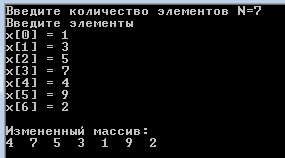 Введите количество элементов N=7
Введите элементы
x[0] = 1
x[1] = 3
x[2] = 5
x[3] = 7
x[4] = 4
x[5] = 9
x[6] = 2
Измененный массив:
4 7 5 3 1 9 2